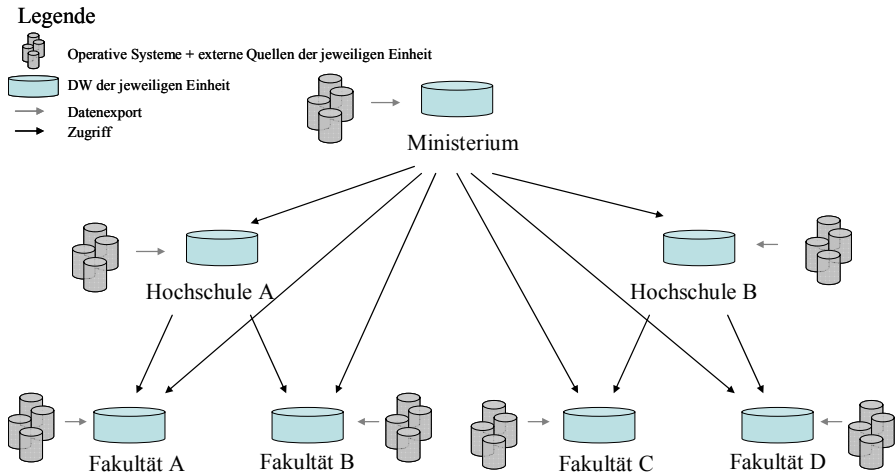 Legende
Operative Systeme + externe Quellen der jeweiligen Einheit
DW der jeweiligen Einheit
Datenexport
Zugriff
Ministerium
Hochschule A
Hochschule B
Fakultät A
Fakultät B
Fakultät C
Fakultät D